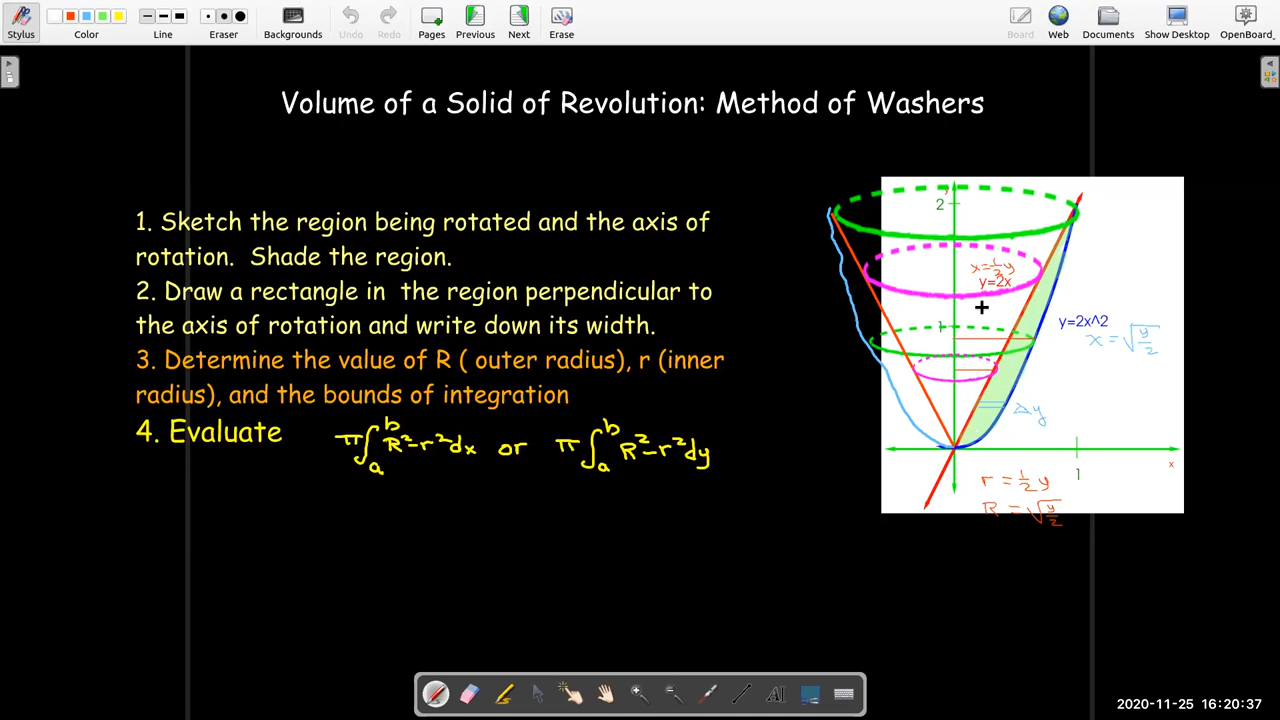 Stylus Color Line Eraser Backgrounds Undo Redo Pages Previous Next Erase Board Web Documents Show Desktop OpenBoard
Volume of a Solid of Revolution: Method of Washers
1. Sketch the region being rotated and the axis of
rotation. Shade the region.
2. Draw a rectangle in the region perpendicular to
the axis of rotation and write down its width.
3. Determine the value of R ( outer radius), r (inner
radius), and the bounds of integration
4. Evaluate π∫_a^b R²-r²dx or π∫_a^b R²-r²dy
2
x=½y
y=2x
1
y=2x^2
x=√(y/2)
Δy
x
1
r=½y
R=√(y/2)
AI
2020-11-25 16:20:37